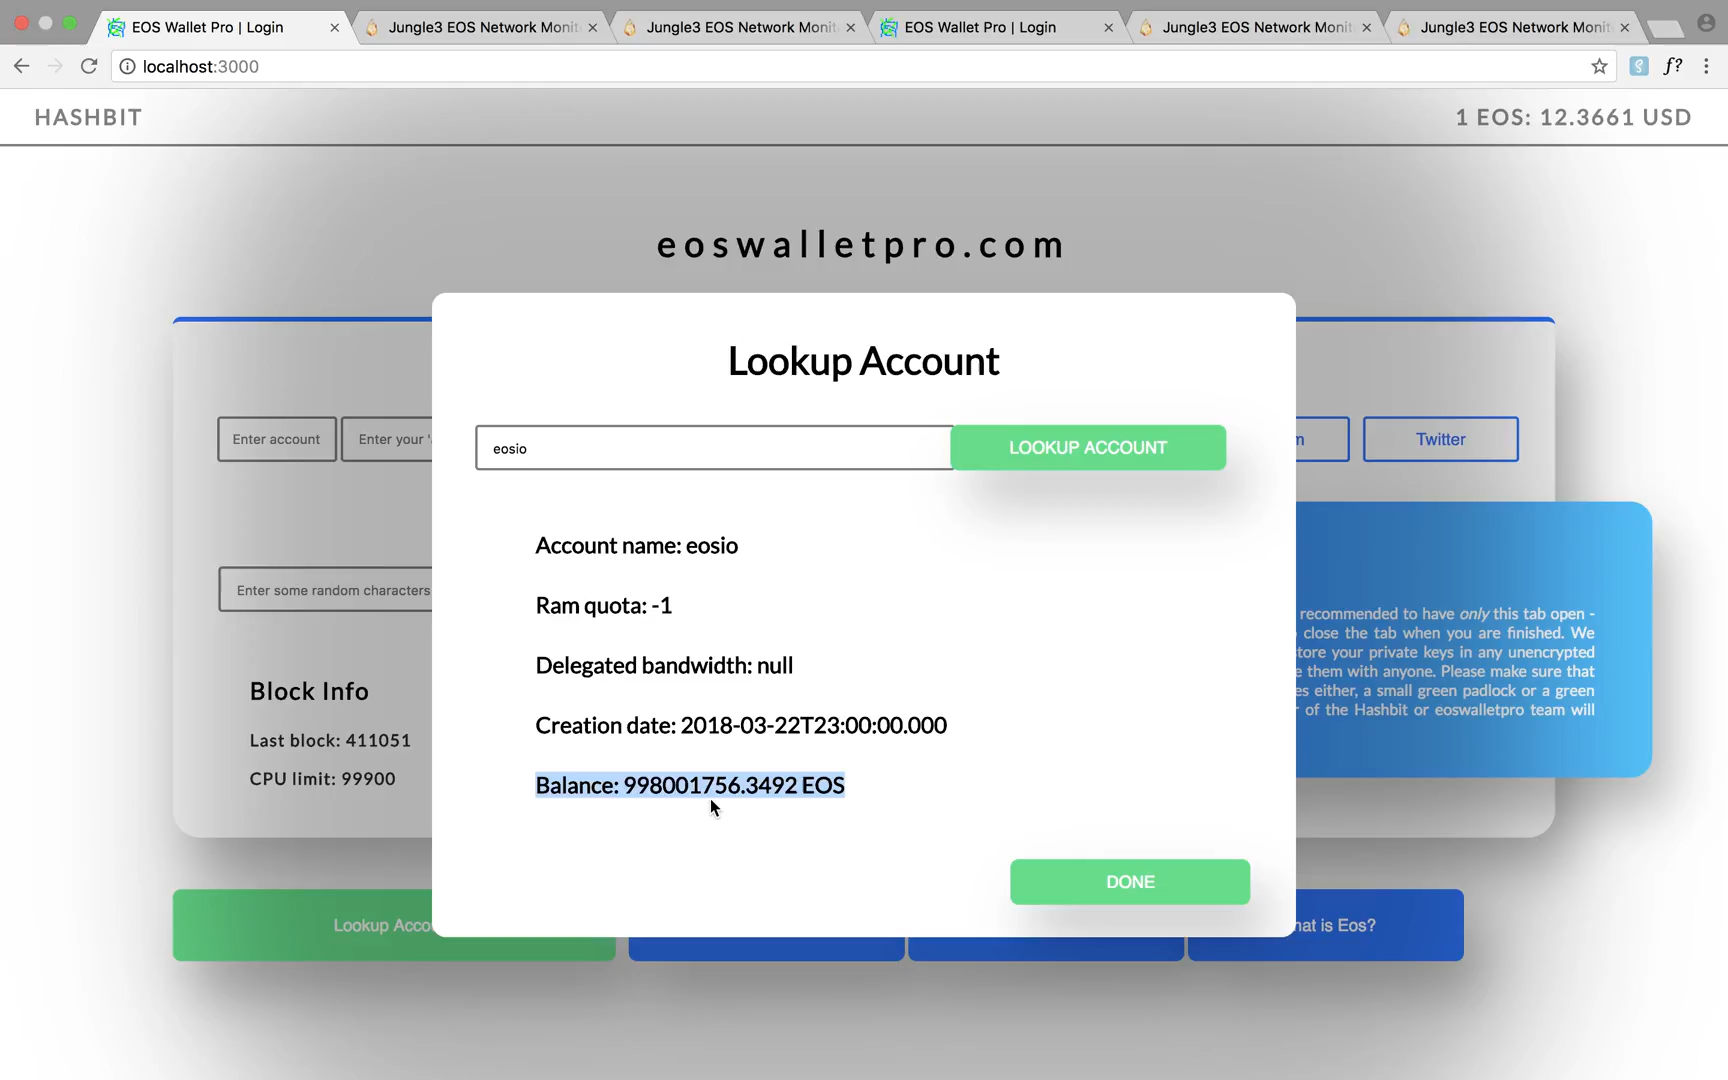 EOS Wallet Pro | Login
Jungle3 EOS Network Monit
Jungle3 EOS Network Monit
EOS Wallet Pro | Login
Jungle3 EOS Network Monit
Jungle3 EOS Network Monit
localhost:3000
f?
HASHBIT
1 EOS: 12.3661 USD
eoswalletpro.com
Lookup Account
Enter account
Enter your '
eosio
LOOKUP ACCOUNT
Twitter
Account name: eosio
Ram quota: -1
Enter some random characters
Delegated bandwidth: null
Creation date: 2018-03-22T23:00:00.000
Balance: 998001756.3492 EOS
recommended to have only this tab open -
close the tab when you are finished. We
tore your private keys in any unencrypted
them with anyone. Please make sure that
es either, a small green padlock or a green
of the Hashbit or eoswalletpro team will
Block Info
Last block: 411051
CPU limit: 99900
DONE
Lookup Acco
hat is Eos?